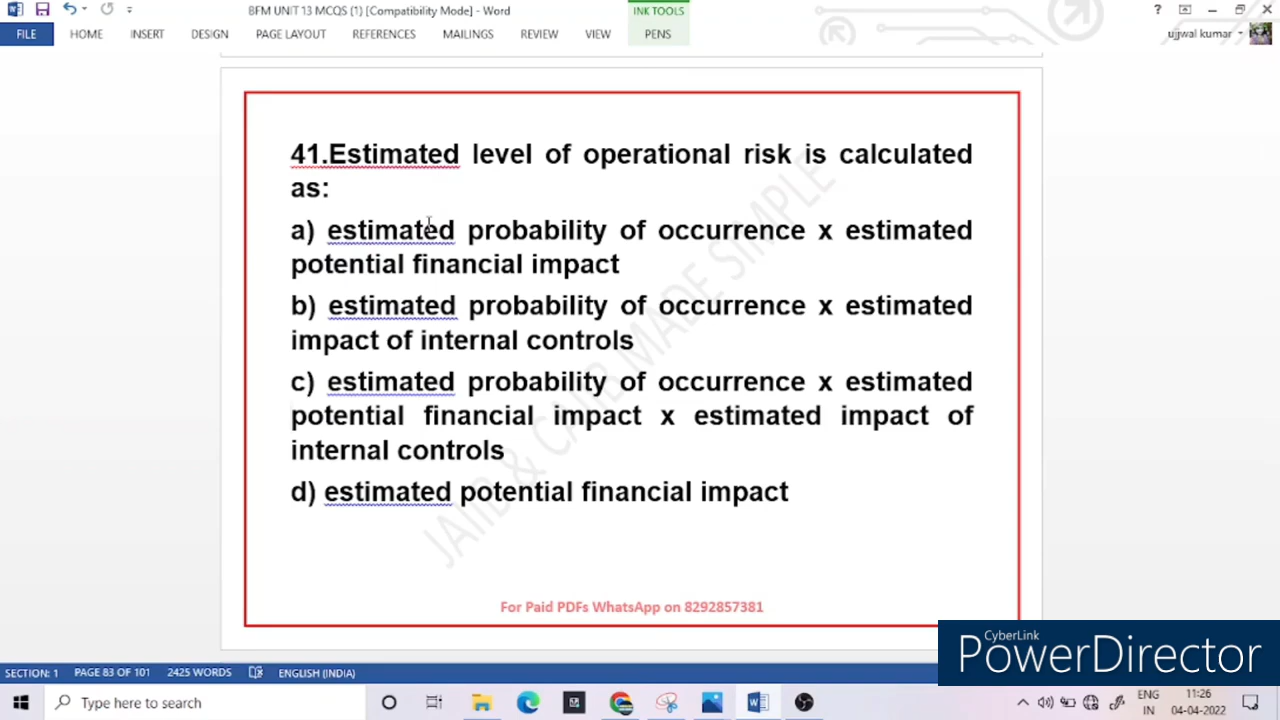 BFM UNIT 13 MCQS (1) [Compatibility Mode] - Word
INK TOOLS
?
FILE
HOME
INSERT
DESIGN
PAGE LAYOUT
REFERENCES
MAILINGS
REVIEW
VIEW
PENS
ujjwal kumar
41.Estimated level of operational risk is calculated
as:
a) estimated probability of occurrence x estimated
potential financial impact
b) estimated probability of occurrence x estimated
impact of internal controls
c) estimated probability of occurrence x estimated
potential financial impact x estimated impact of
internal controls
d) estimated potential financial impact
JAIIB & CAIIB MADE SIMPLE
For Paid PDFs WhatsApp on 8292857381
CyberLink
PowerDirector
SECTION: 1
PAGE 83 OF 101
2425 WORDS
ENGLISH (INDIA)
Type here to search
ENG
IN
11:26
04-04-2022